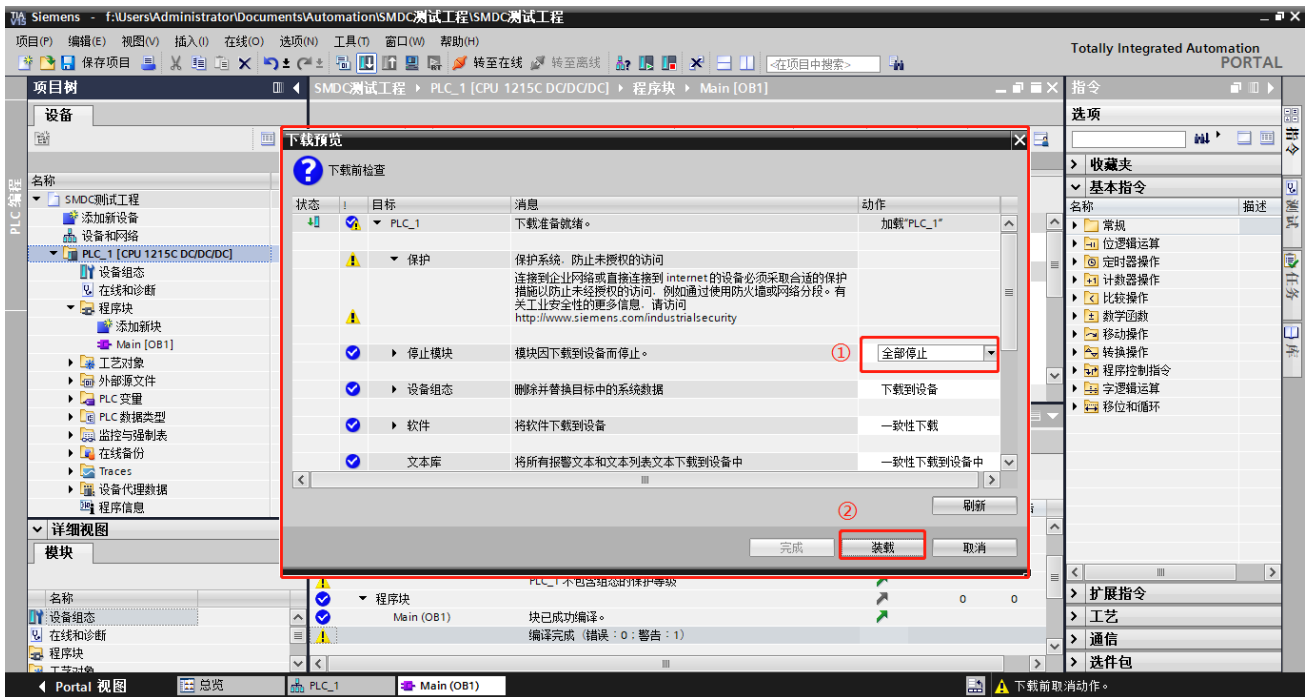 Siemens - f:\Users\Administrator\Documents\Automation\SMDC测试工程\SMDC测试工程
项目(P) 编辑(E) 视图(V) 插入(I) 在线(O) 选项(N) 工具(T) 窗口(W) 帮助(H)
Totally Integrated Automation
PORTAL
保存项目 转至在线 转至离线 <在项目中搜索>
项目树
SMDC测试工程 PLC_1 [CPU 1215C DC/DC/DC] 程序块 Main [OB1]
指令
设备
选项
PLC 编程
名称
SMDC测试工程
添加新设备
设备和网络
PLC_1 [CPU 1215C DC/DC/DC]
设备组态
在线和诊断
程序块
添加新块
Main [OB1]
工艺对象
外部源文件
PLC 变量
PLC 数据类型
监控与强制表
在线备份
Traces
设备代理数据
程序信息
详细视图
模块
名称
设备组态
在线和诊断
程序块
下载预览
下载前检查
状态 ! 目标 消息 动作
PLC_1 下载准备就绪。 加载"PLC_1"
保护 保护系统，防止未授权的访问
连接到企业网络或直接连接到 internet 的设备必须采取合适的保护
措施以防止未经授权的访问，例如通过使用防火墙或网络分段。有
关工业安全性的更多信息，请访问
http://www.siemens.com/industrialsecurity
停止模块 模块因下载到设备而停止。 ① 全部停止
设备组态 删除并替换目标中的系统数据 下载到设备
软件 将软件下载到设备 一致性下载
文本库 将所有报警文本和文本列表文本下载到设备中 一致性下载到设备中
刷新
②
完成 装载 取消
PLC_1 不包含组态的保护等级
程序块 0 0
Main (OB1) 块已成功编译。
编译完成（错误：0；警告：1）
收藏夹
基本指令
名称 描述
常规
位逻辑运算
定时器操作
计数器操作
比较操作
数学函数
移动操作
转换操作
程序控制指令
字逻辑运算
移位和循环
扩展指令
工艺
通信
选件包
指令
测试
任务
库
Portal 视图 总览 PLC_1 Main (OB1) 下载前取消动作。